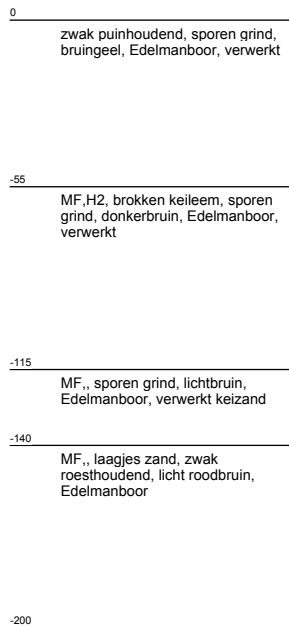 0
zwak puinhoudend, sporen grind,
bruingeel, Edelmanboor, verwerkt
-55
MF,H2, brokken keileem, sporen
grind, donkerbruin, Edelmanboor,
verwerkt
-115
MF,, sporen grind, lichtbruin,
Edelmanboor, verwerkt keizand
-140
MF,, laagjes zand, zwak
roesthoudend, licht roodbruin,
Edelmanboor
-200